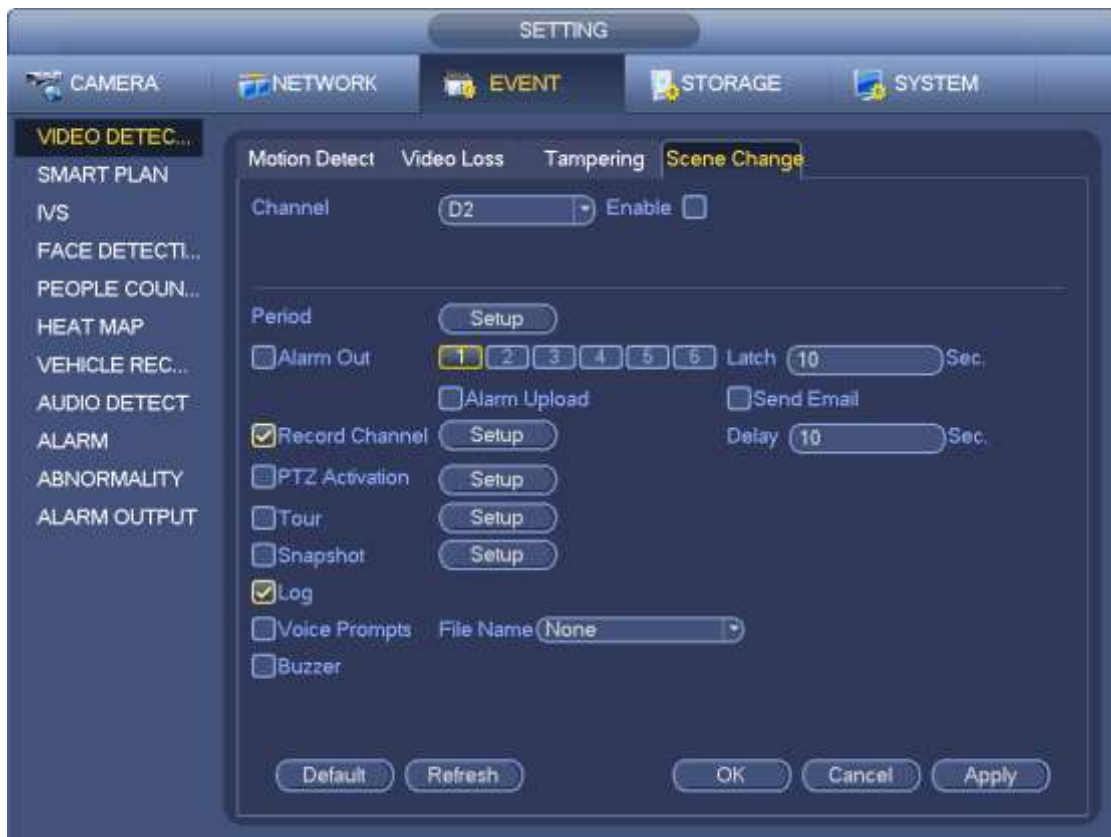 SETTING
CAMERA NETWORK EVENT STORAGE SYSTEM
VIDEO DETEC...
SMART PLAN
IVS
FACE DETECTI...
PEOPLE COUN...
HEAT MAP
VEHICLE REC...
AUDIO DETECT
ALARM
ABNORMALITY
ALARM OUTPUT
Motion Detect Video Loss Tampering Scene Change
Channel D2 Enable
Period Setup
Alarm Out 1 2 3 4 5 6 Latch 10 Sec.
Alarm Upload Send Email
Record Channel Setup Delay 10 Sec.
PTZ Activation Setup
Tour Setup
Snapshot Setup
Log
Voice Prompts File Name None
Buzzer
Default Refresh OK Cancel Apply